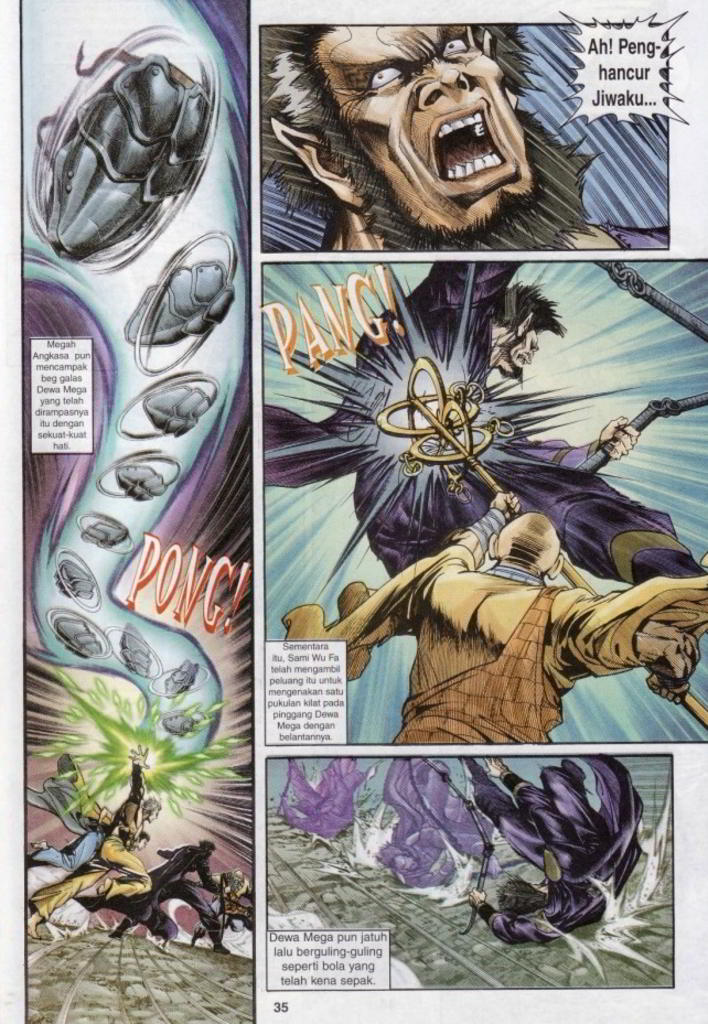 Megah
Angkasa pun
mencampak
beg galas
Dewa Mega
yang telah
dirampasnya
itu dengan
sekuat-kuat
hati.
PONG!
Ah! Peng-
hancur
Jiwaku...
PANG!
Sementara
itu, Sami Wu Fa
telah mengambil
peluang itu untuk
mengenakan satu
pukulan kilat pada
pinggang Dewa
Mega dengan
belantannya.
Dewa Mega pun jatuh
lalu berguling-guling
seperti bola yang
telah kena sepak.
35